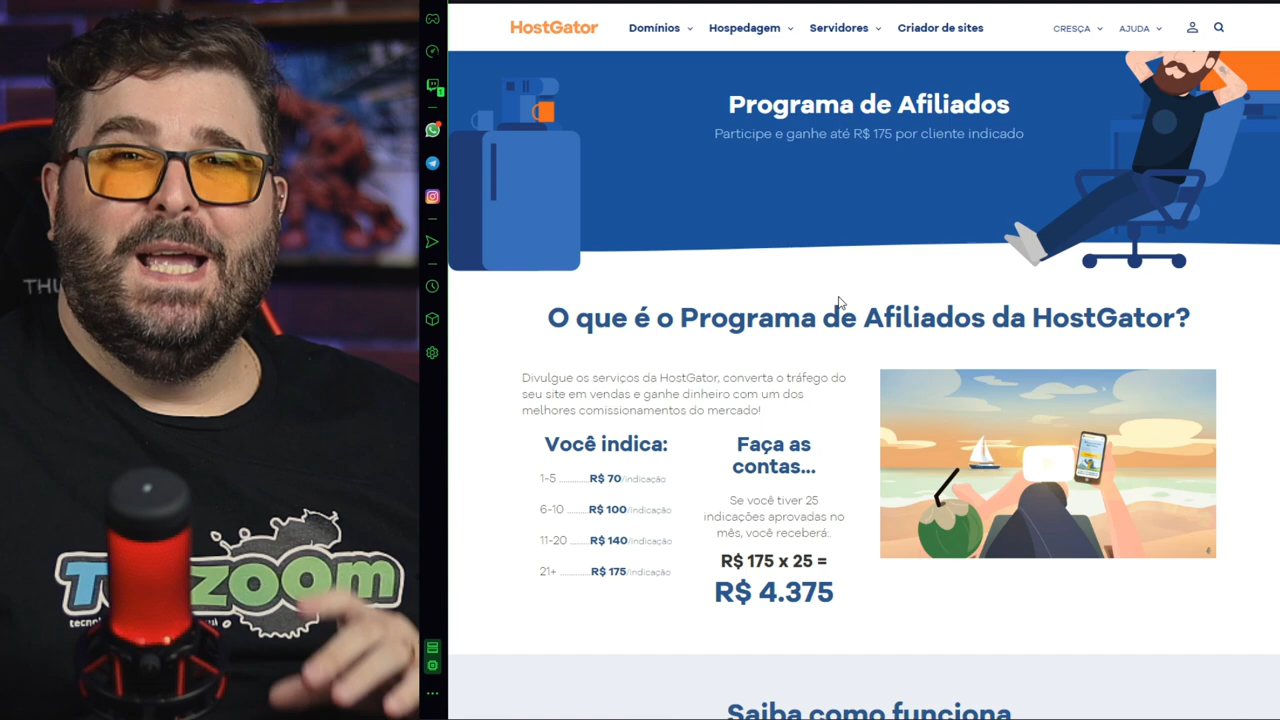 HostGator
Domínios
Hospedagem
Servidores
Criador de sites
CRESÇA
AJUDA
Programa de Afiliados
Participe e ganhe até R$ 175 por cliente indicado
O que é o Programa de Afiliados da HostGator?
Divulgue os serviços da HostGator, converta o tráfego do
seu site em vendas e ganhe dinheiro com um dos
melhores comissionamentos do mercado!
Você indica:
1-5 ............R$ 70/indicação
6-10 ..........R$ 100/indicação
11-20 ........R$ 140/indicação
21+ ............R$ 175/indicação
Faça as
contas...
Se você tiver 25
indicações aprovadas no
mês, você receberá:.
R$ 175 x 25 =
R$ 4.375
Saiba como funciona
THU
zoom